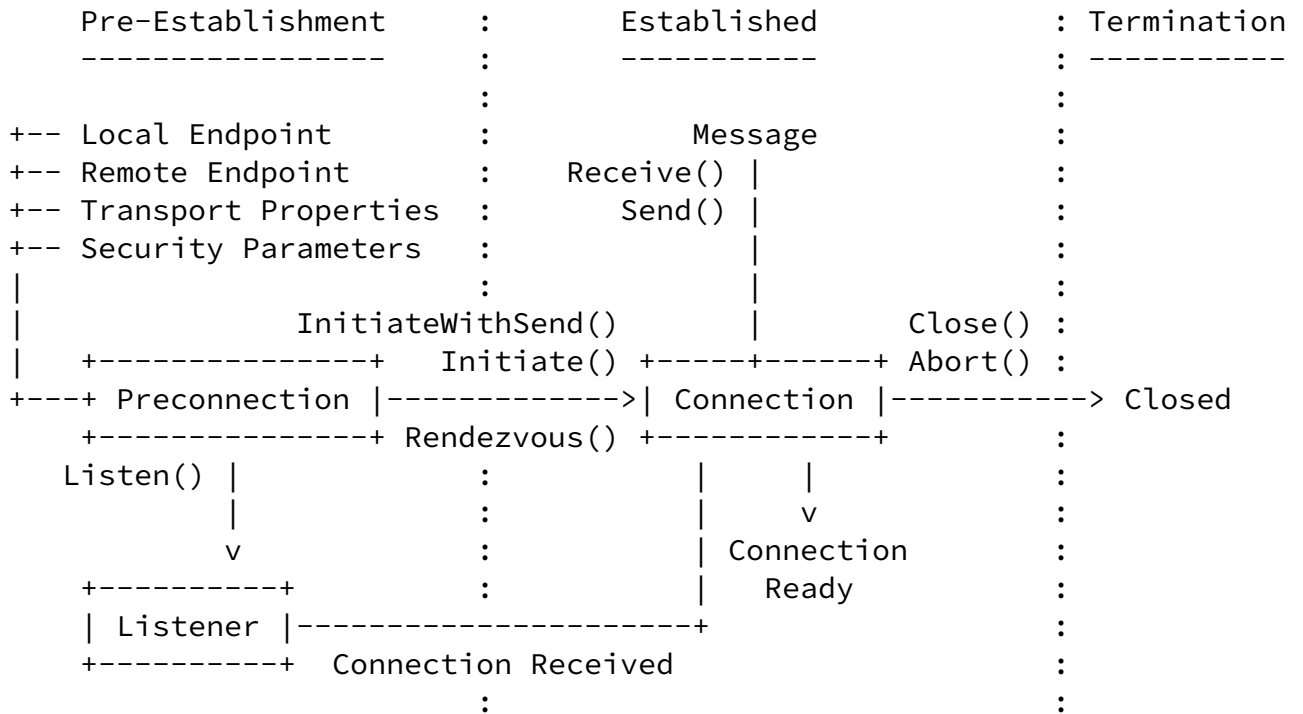 Pre-Establishment     :       Established             : Termination
-----------------     :       -----------             : -----------
                      :                               :
+-- Local Endpoint        :           Message             :
+-- Remote Endpoint       :    Receive() |                :
+-- Transport Properties  :       Send() |                :
+-- Security Parameters   :              |                :
|                         :              |                :
|               InitiateWithSend()       |        Close() :
|   +---------------+   Initiate() +-----+------+ Abort() :
+---+ Preconnection |------------->| Connection |-----------> Closed
    +---------------+ Rendezvous() +------------+         :
   Listen() |             :           |     |             :
            |             :           |     v             :
            v             :           | Connection        :
    +----------+          :           |   Ready           :
    | Listener |----------------------+                   :
    +----------+  Connection Received                     :
                          :                               :